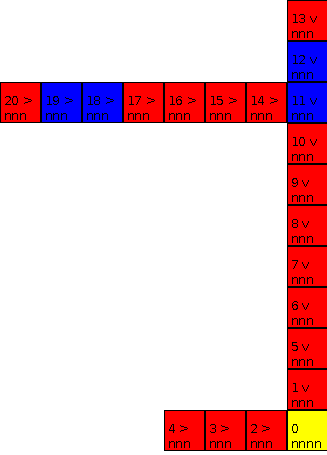 13 v
nnn
12 v
nnn
20 > 19 > 18 > 17 > 16 > 15 > 14 > 11 v
nnn nnn nnn nnn nnn nnn nnn nnn
10 v
nnn
9 v
nnn
8 v
nnn
7 v
nnn
6 v
nnn
5 v
nnn
1 v
nnn
4 > 3 > 2 > 0
nnn nnn nnn nnnn